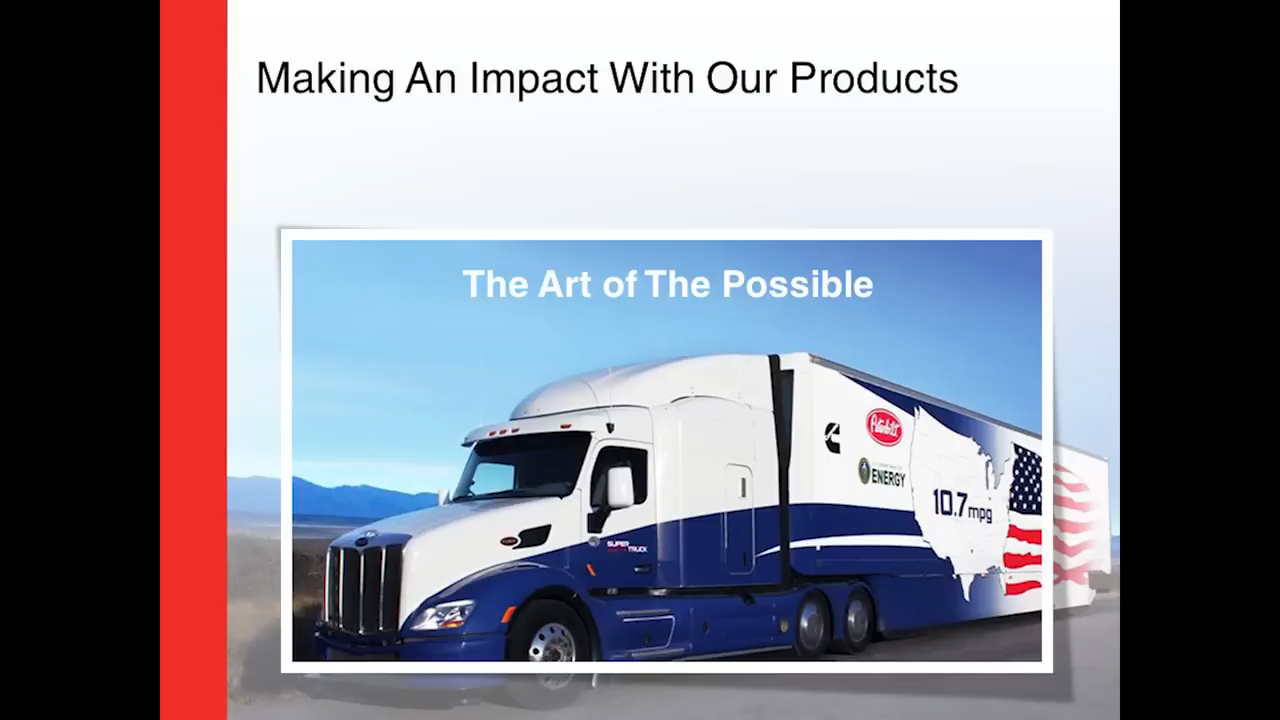 Making An Impact With Our Products
The Art of The Possible
Peterbilt
ENERGY
10.7 mpg
SUPER
TRUCK